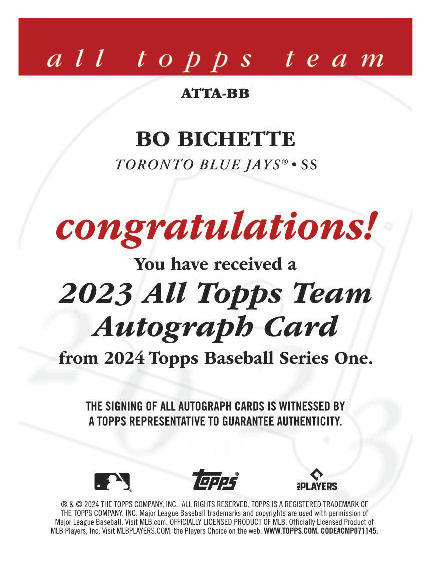 all topps team
ATTA-BB
BO BICHETTE
TORONTO BLUE JAYS® • SS
congratulations!
You have received a
2023 All Topps Team
Autograph Card
from 2024 Topps Baseball Series One.
THE SIGNING OF ALL AUTOGRAPH CARDS IS WITNESSED BY
A TOPPS REPRESENTATIVE TO GUARANTEE AUTHENTICITY.
topps®
PLAYERS
® & © 2024 THE TOPPS COMPANY, INC. ALL RIGHTS RESERVED. TOPPS IS A REGISTERED TRADEMARK OF
THE TOPPS COMPANY, INC. Major League Baseball trademarks and copyrights are used with permission of
Major League Baseball. Visit MLB.com. OFFICIALLY LICENSED PRODUCT OF MLB. Officially Licensed Product of
MLB Players, Inc. Visit MLBPLAYERS.COM, the Players Choice on the web. WWW.TOPPS.COM. CODE#CMP071145.